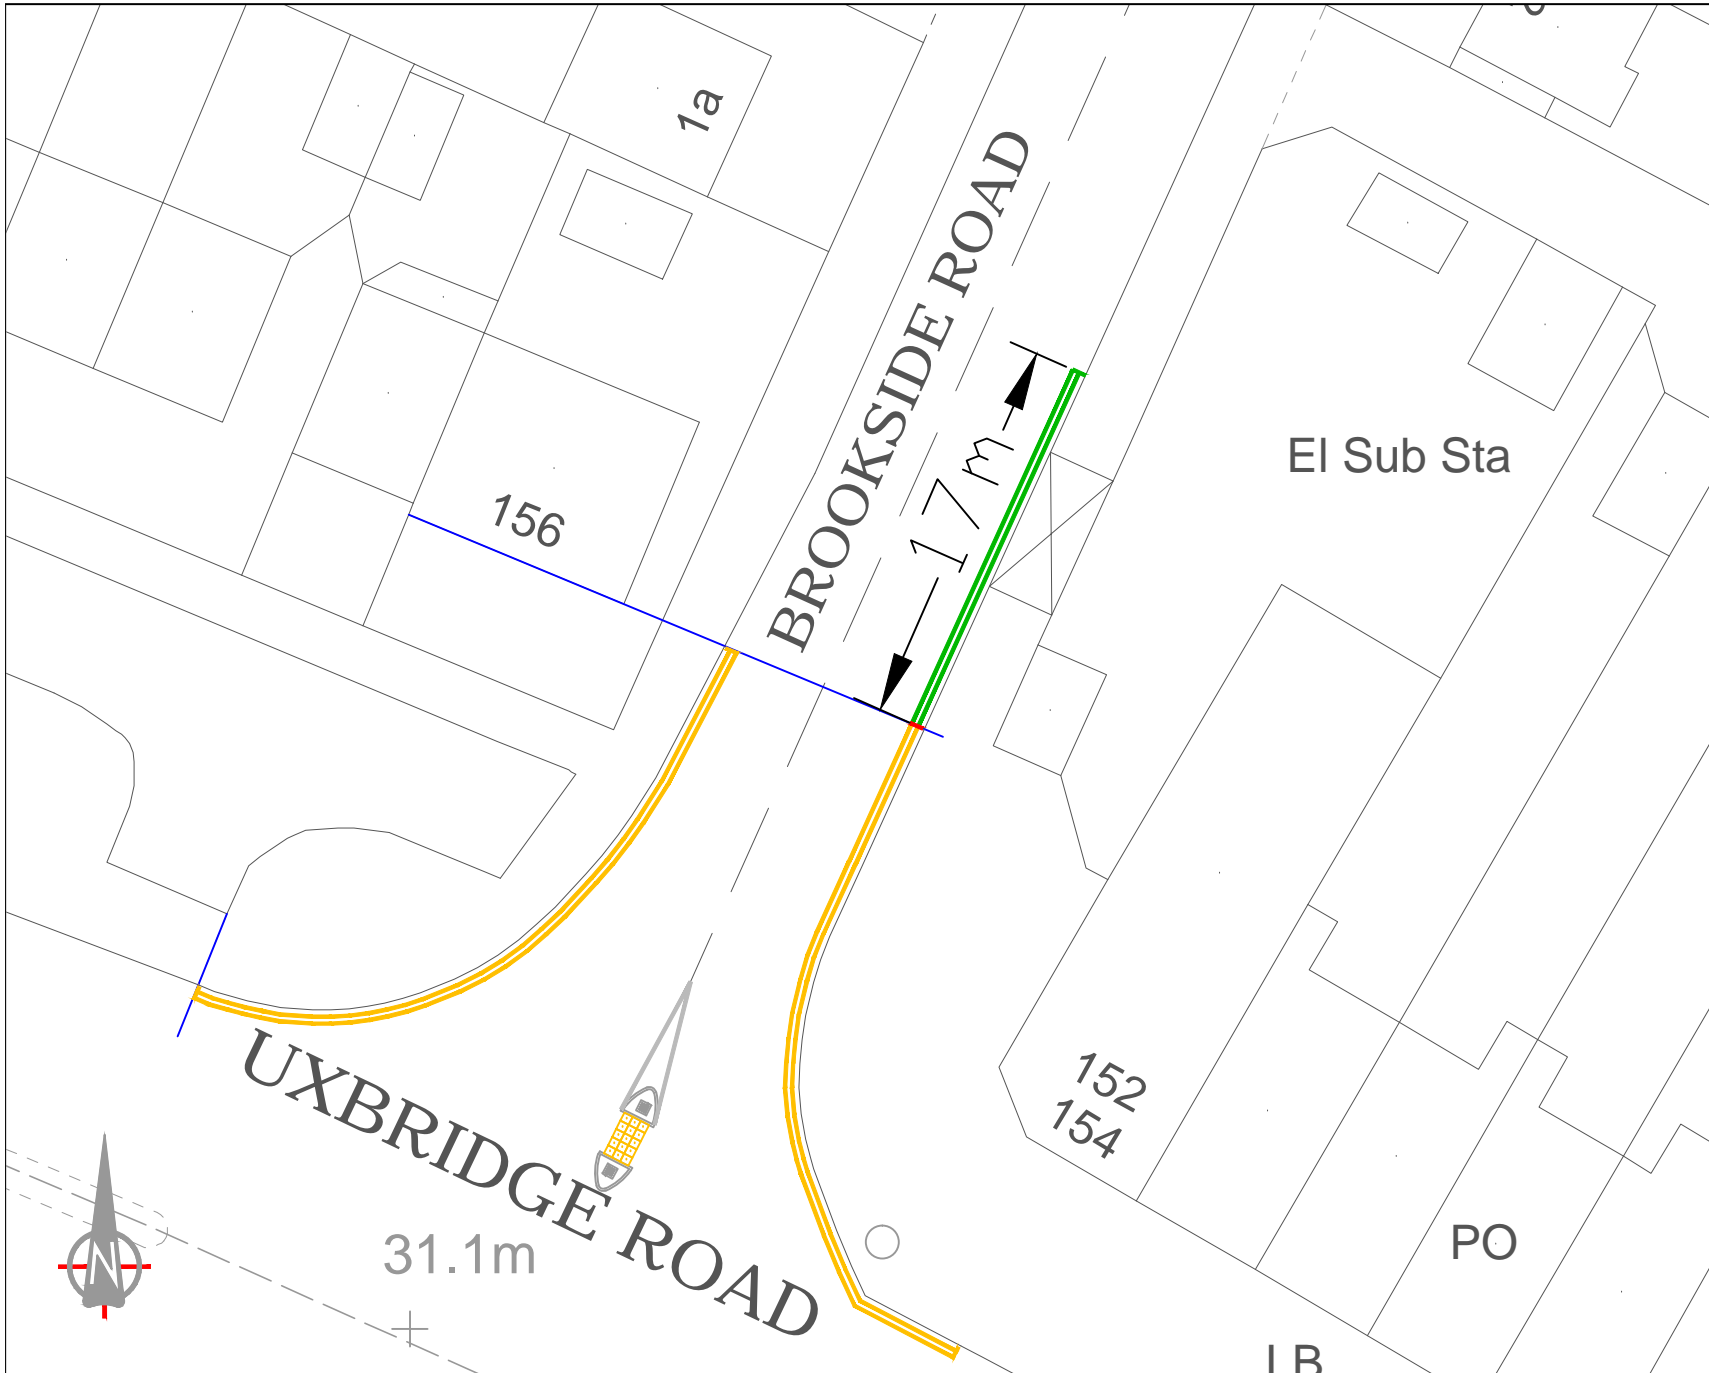 1a
BROOKSIDE ROAD
17m
El Sub Sta
156
152
154
UXBRIDGE ROAD
31.1m
N
PO
LB